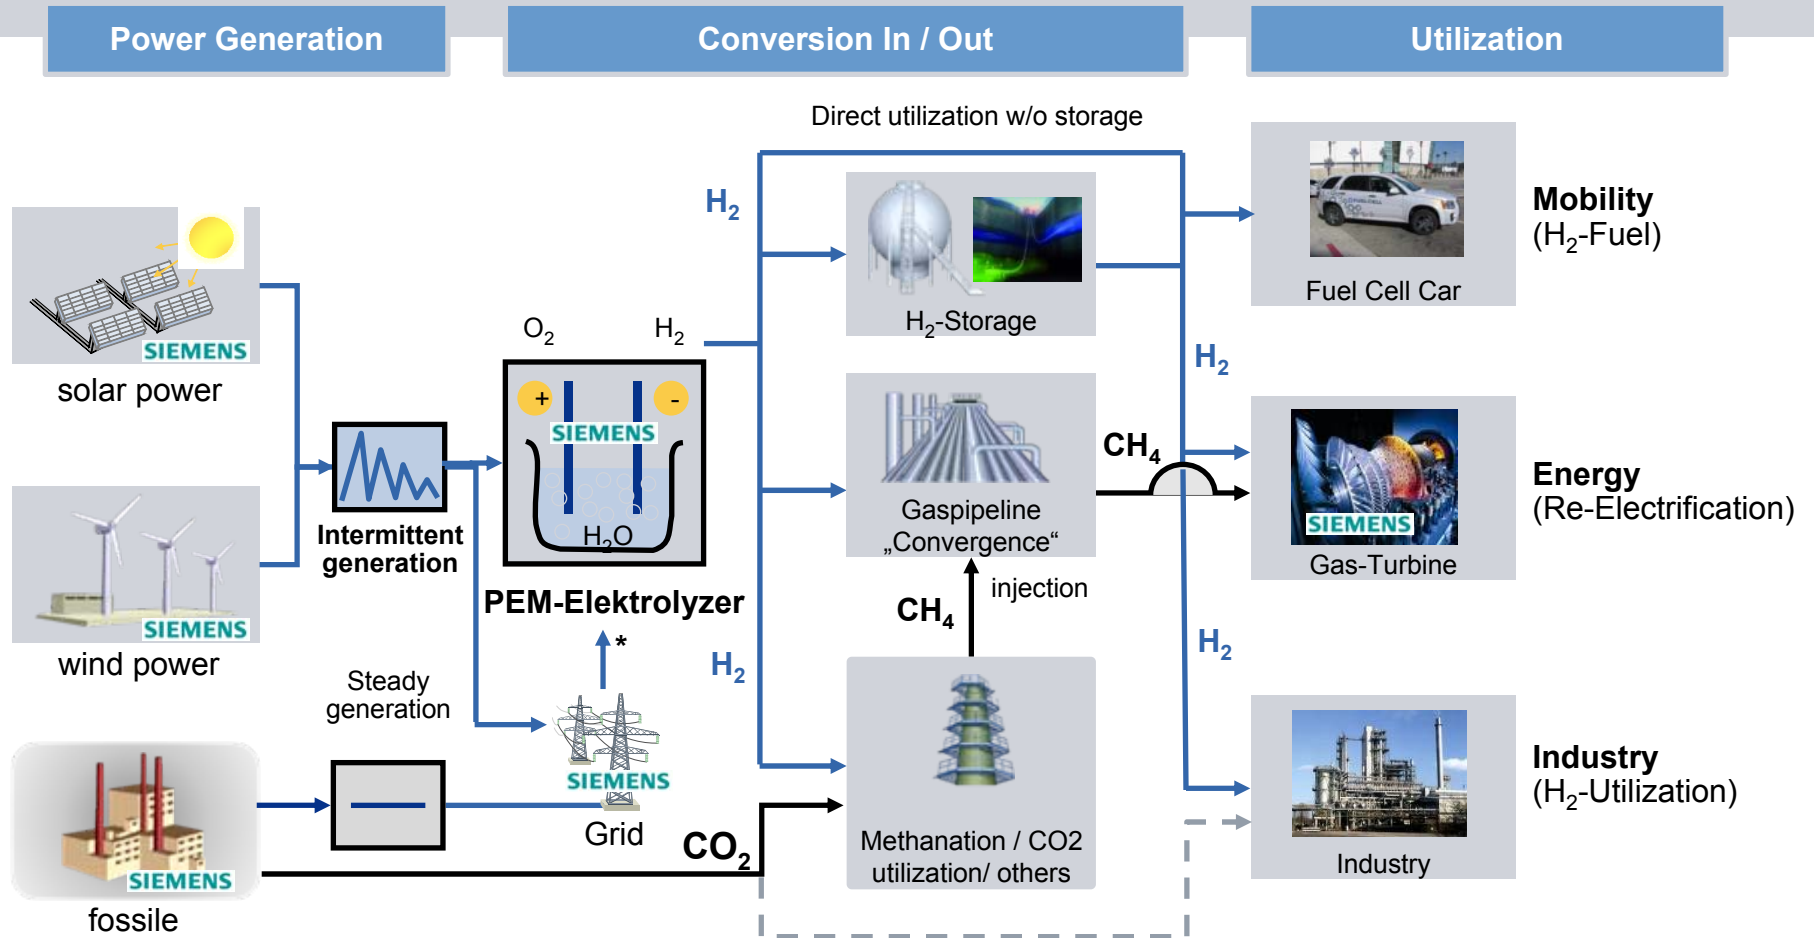 Power Generation
Conversion In / Out
Utilization
Direct utilization w/o storage
SIEMENS
solar power
SIEMENS
wind power
Intermittent
generation
Steady
generation
SIEMENS
fossile
O₂
H₂
+
-
SIEMENS
H₂O
PEM-Elektrolyzer
*
SIEMENS
Grid
CO₂
H₂
H₂
H₂-Storage
Gaspipeline
„Convergence“
injection
CH₄
Methanation / CO2
utilization/ others
CH₄
H₂
H₂
Fuel Cell Car
Mobility
(H₂-Fuel)
SIEMENS
Gas-Turbine
Energy
(Re-Electrification)
Industry
Industry
(H₂-Utilization)